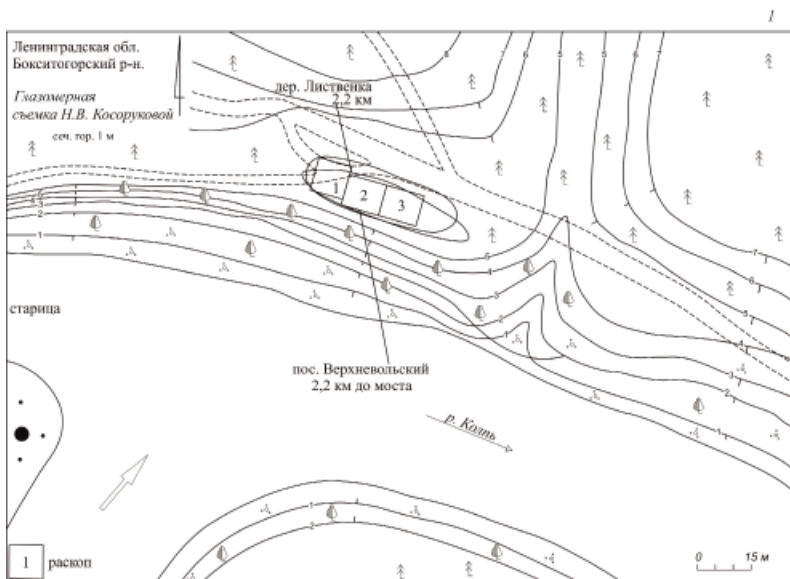 1
Ленинградская обл.
Бокситогорский р-н.
Глазомерная
съемка Н.В. Косоруковой
сеч. гор. 1 м
дер. Лиственка
2,2 км
1
2
3
старица
пос. Верхневольский
2,2 км до моста
р. Колпь
1 раскоп
0 15 м